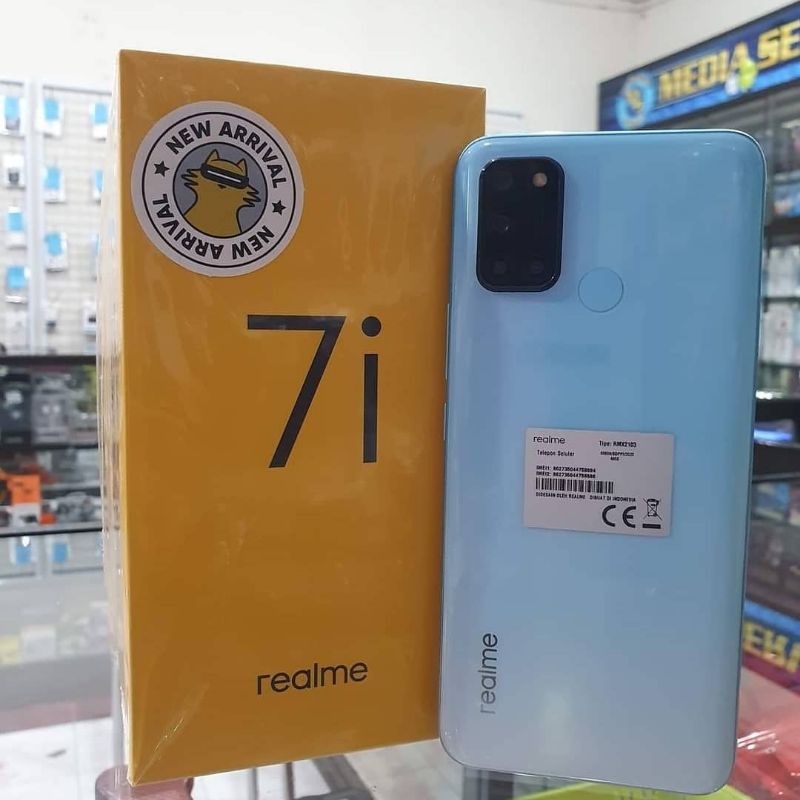 NEW ARRIVAL
NEW ARRIVAL
7i
realme
MEDIA SE
realme
Tipe: RMX2103
Telepon Seluler
DIDESAIN OLEH REALME DIBUAT DI INDONESIA
CE
realme